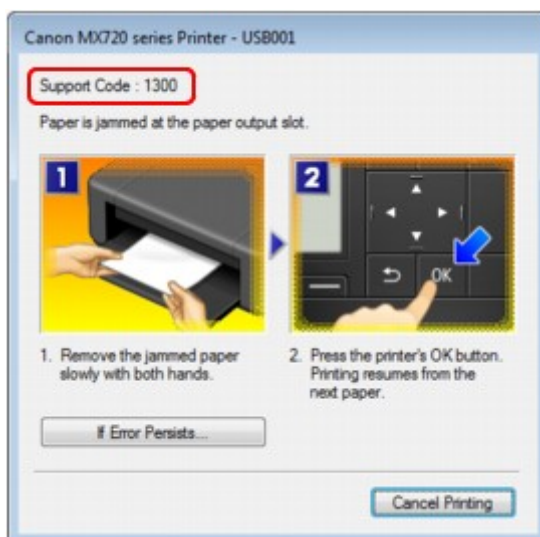 Canon MX720 series Printer - USB001
Support Code : 1300
Paper is jammed at the paper output slot.
1
2
OK
1. Remove the jammed paper
slowly with both hands.
2. Press the printer's OK button.
Printing resumes from the
next paper.
If Error Persists...
Cancel Printing